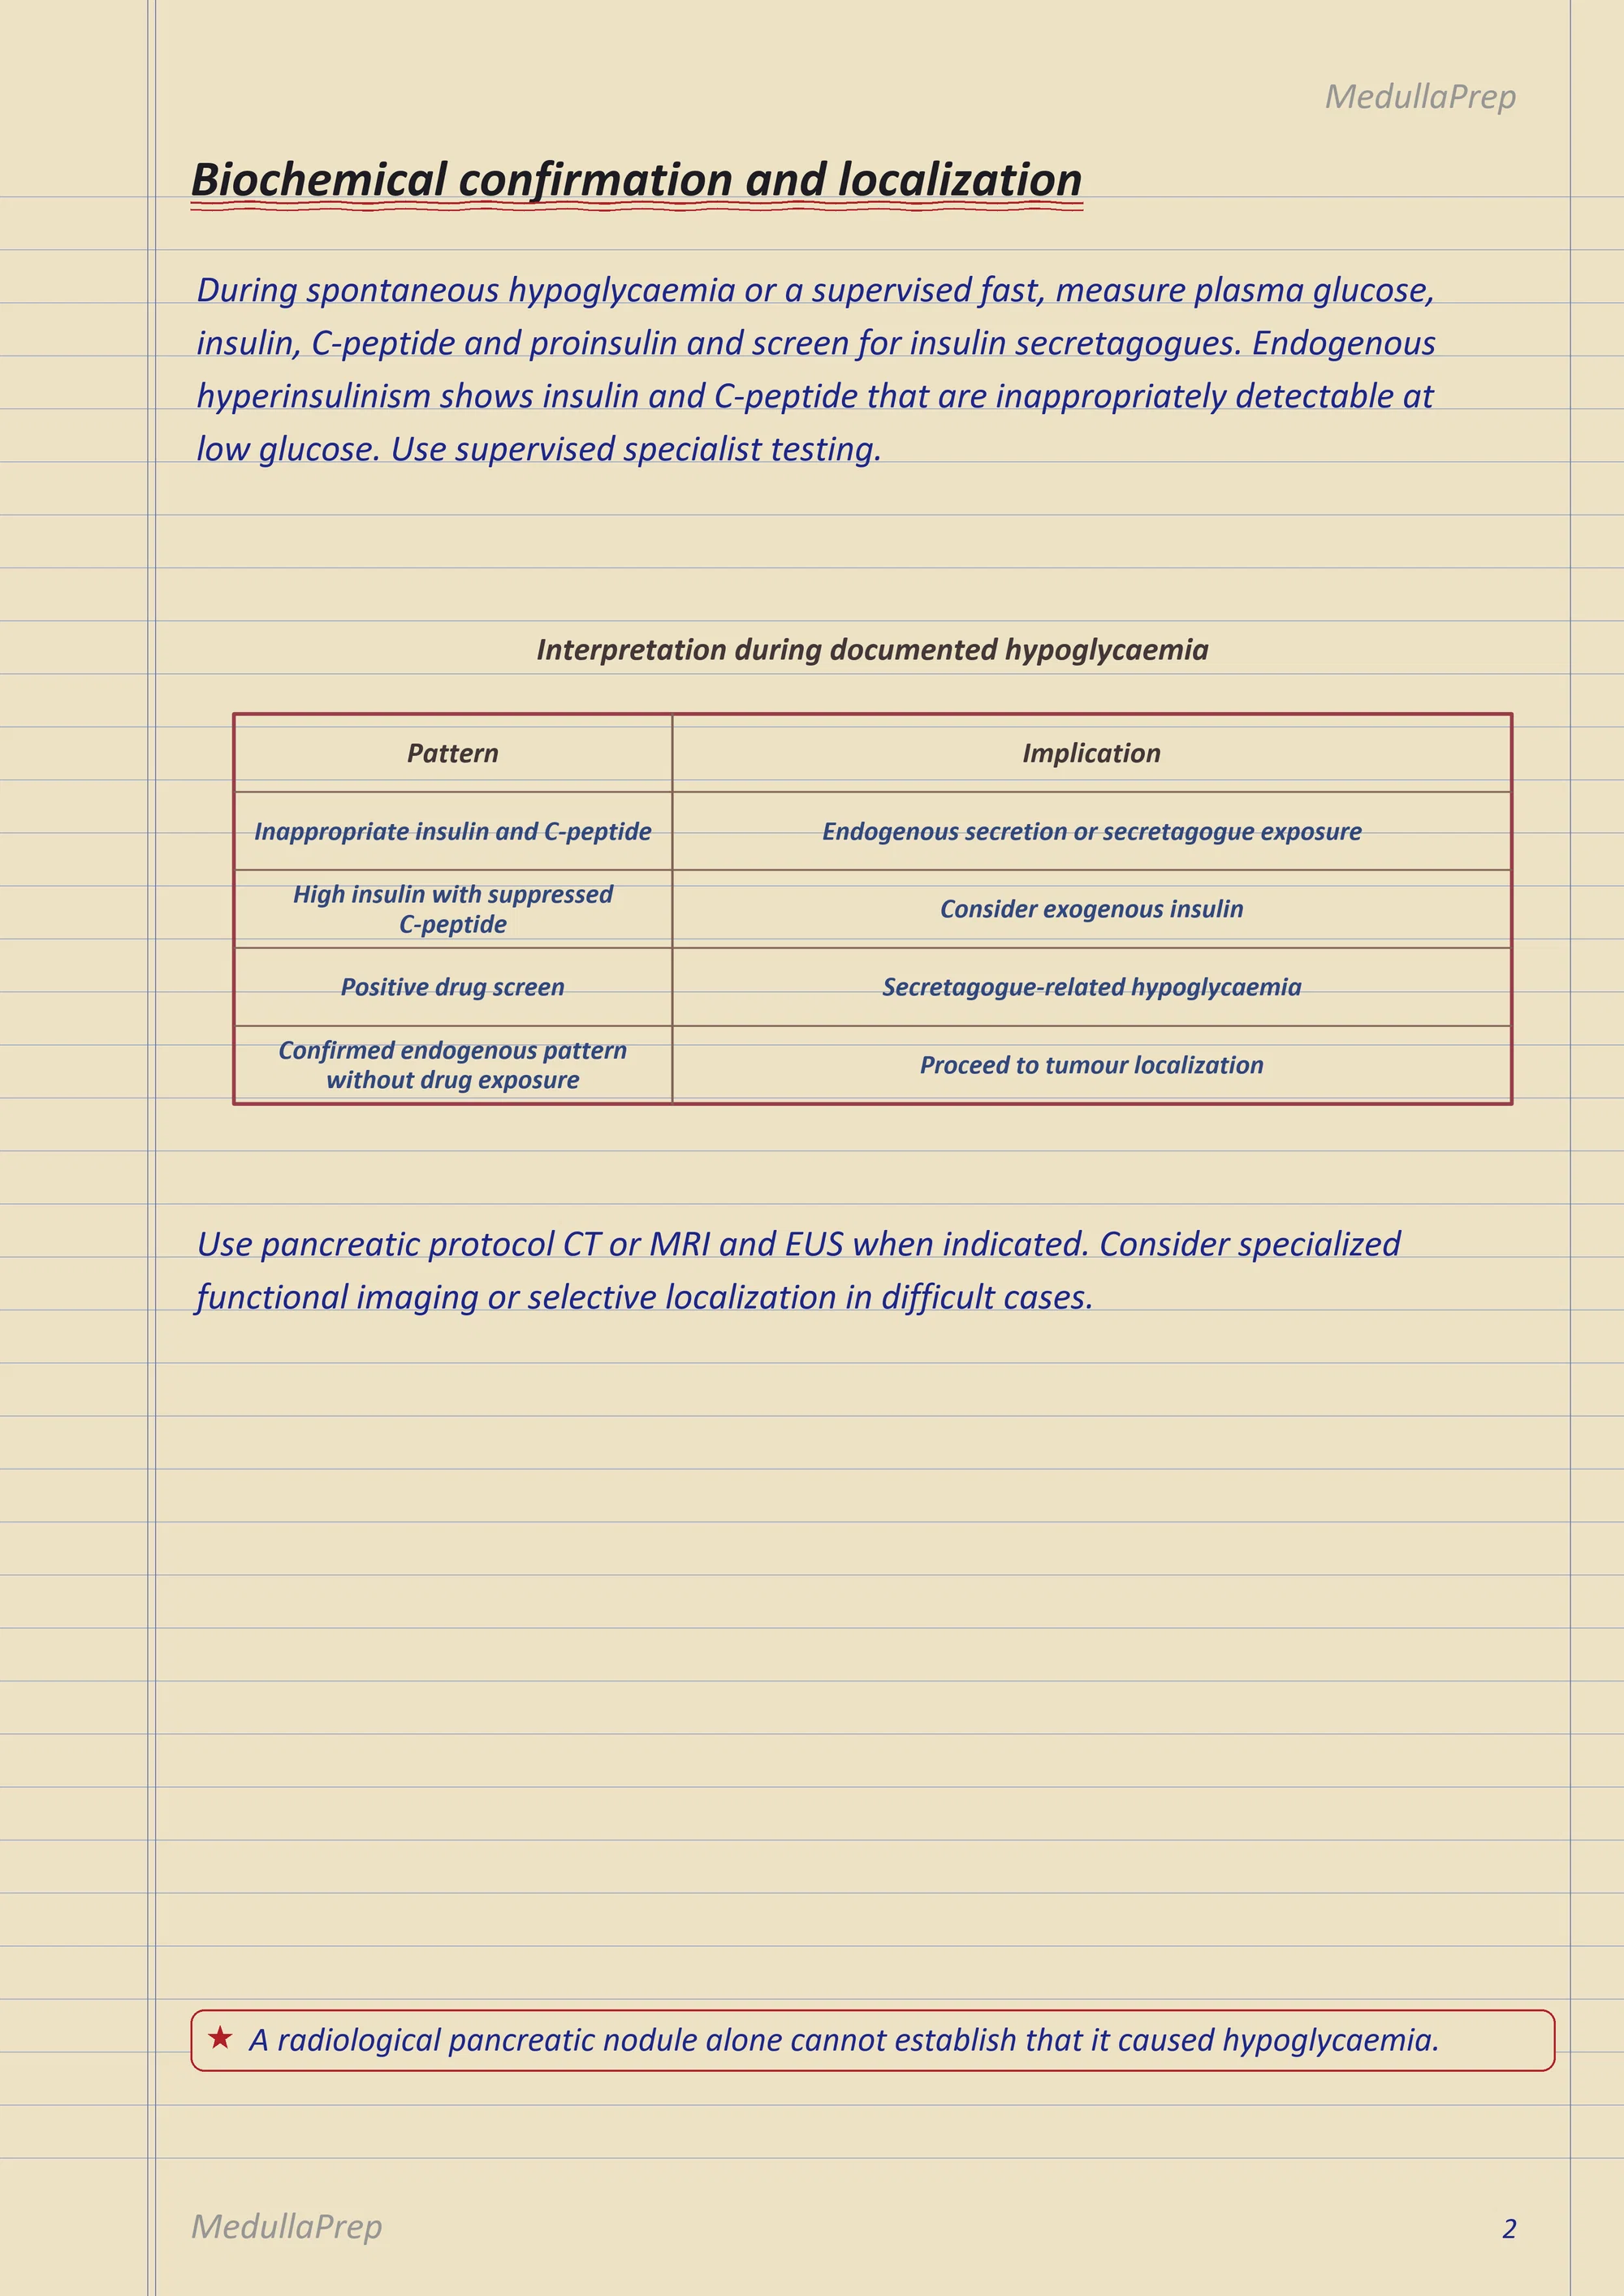 MedullaPrep
Biochemical confirmation and localization
During spontaneous hypoglycaemia or a supervised fast, measure plasma glucose,
insulin, C-peptide and proinsulin and screen for insulin secretagogues. Endogenous
hyperinsulinism shows insulin and C-peptide that are inappropriately detectable at
low glucose. Use supervised specialist testing.
Interpretation during documented hypoglycaemia
Pattern Implication
Inappropriate insulin and C-peptide Endogenous secretion or secretagogue exposure
High insulin with suppressed
C-peptide Consider exogenous insulin
Positive drug screen Secretagogue-related hypoglycaemia
Confirmed endogenous pattern
without drug exposure Proceed to tumour localization
Use pancreatic protocol CT or MRI and EUS when indicated. Consider specialized
functional imaging or selective localization in difficult cases.
★ A radiological pancreatic nodule alone cannot establish that it caused hypoglycaemia.
MedullaPrep 2